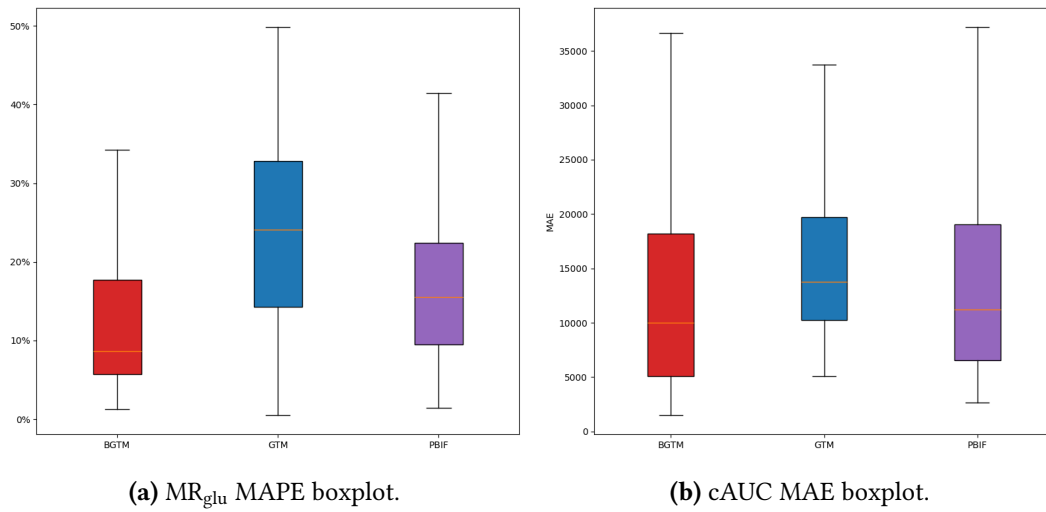 50%
40%
30%
20%
10%
0%
BGTM GTM PBIF
MAE
35000
30000
25000
20000
15000
10000
5000
0
BGTM GTM PBIF
(a) MRglu MAPE boxplot.
(b) cAUC MAE boxplot.